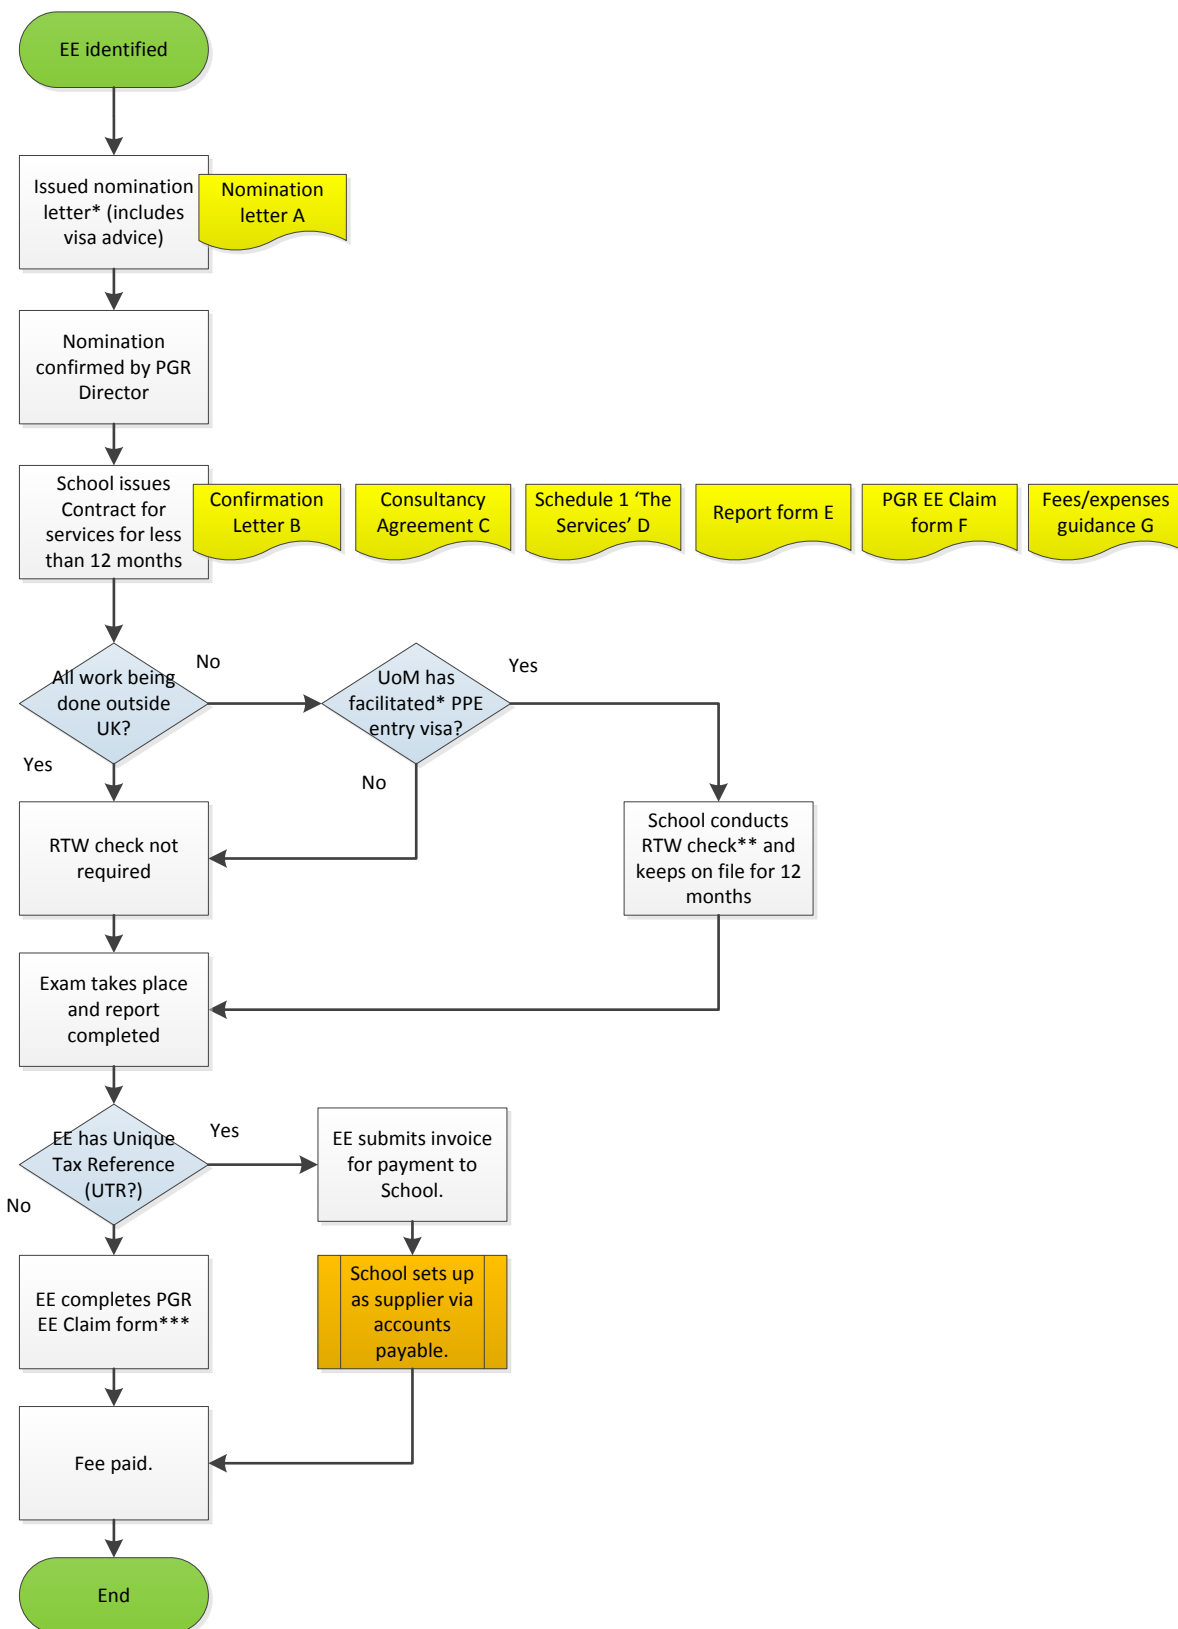 EE identified
Issued nomination
letter* (includes
visa advice)
Nomination
letter A
Nomination
confirmed by PGR
Director
School issues
Contract for
services for less
than 12 months
Confirmation
Letter B
Consultancy
Agreement C
Schedule 1 ‘The
Services’ D
Report form E
PGR EE Claim
form F
Fees/expenses
guidance G
All work being
done outside
UK?
No
UoM has
facilitated* PPE
entry visa?
Yes
Yes
No
RTW check not
required
School conducts
RTW check** and
keeps on file for 12
months
Exam takes place
and report
completed
EE has Unique
Tax Reference
(UTR?)
Yes
EE submits invoice
for payment to
School.
No
EE completes PGR
EE Claim form***
School sets up
as supplier via
accounts
payable.
Fee paid.
End